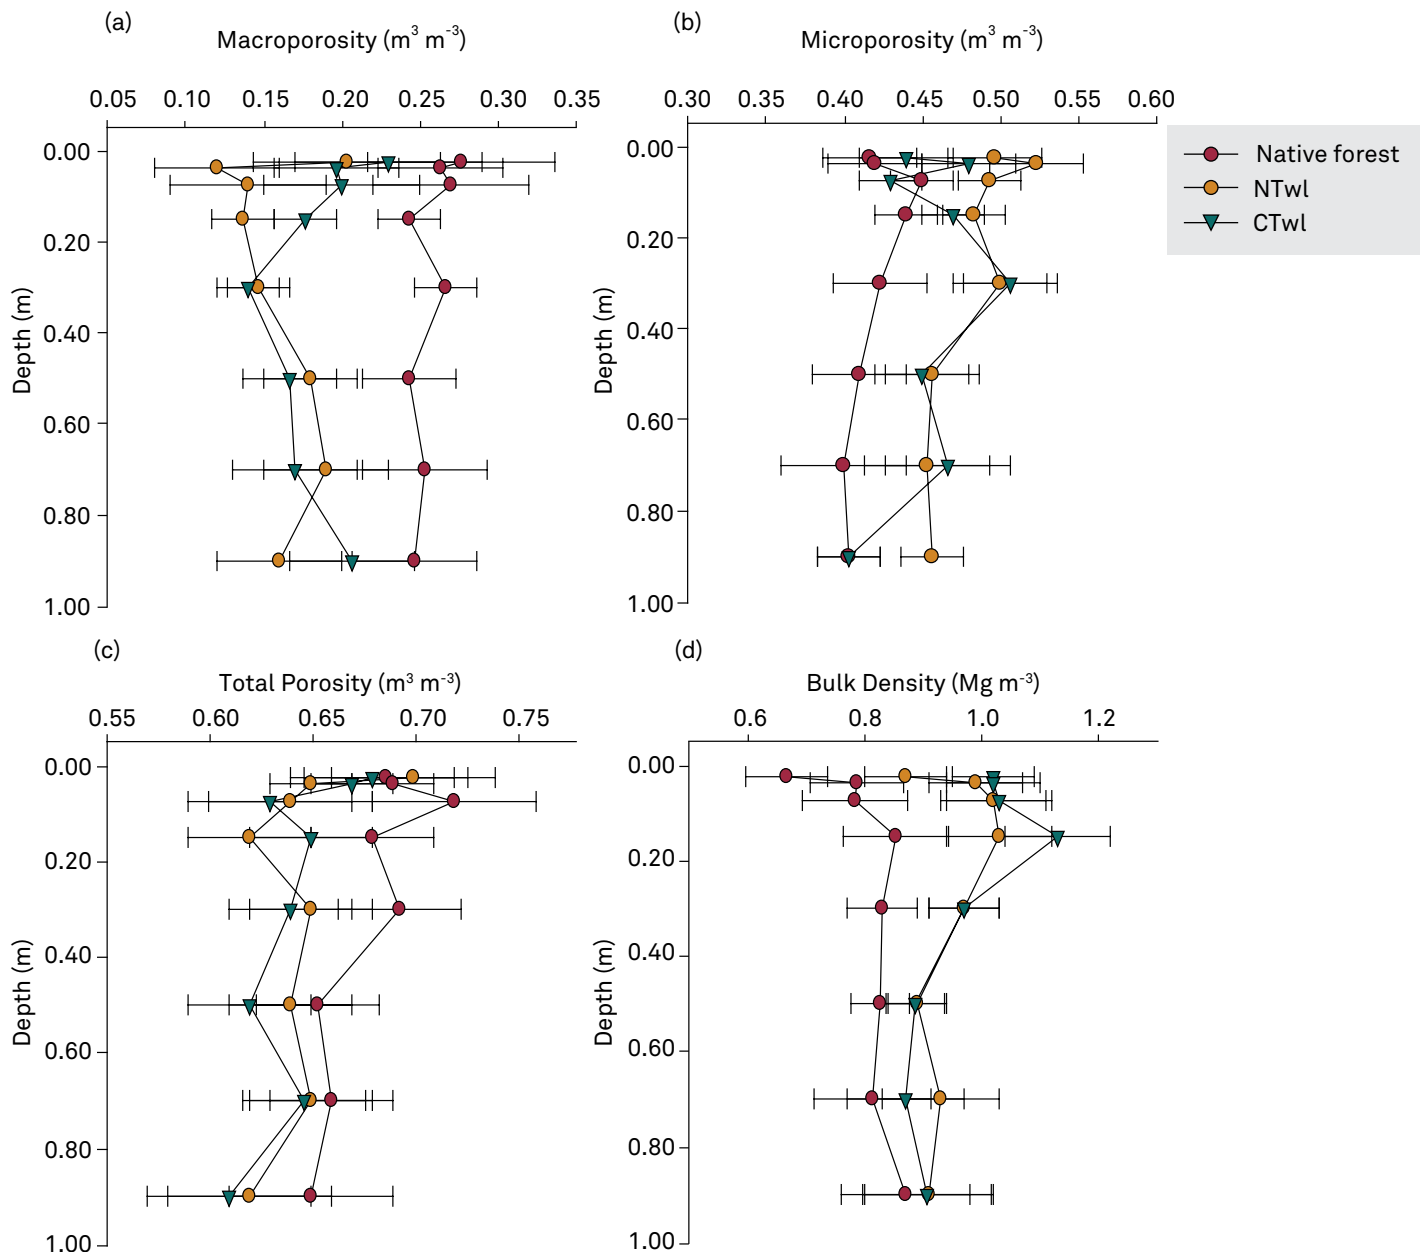 (a)
Macroporosity (m³ m⁻³)
0.05 0.10 0.15 0.20 0.25 0.30 0.35
0.00
0.20
0.40
0.60
0.80
1.00
Depth (m)
(b)
Microporosity (m³ m⁻³)
0.30 0.35 0.40 0.45 0.50 0.55 0.60
0.00
0.20
0.40
0.60
0.80
1.00
Depth (m)
Native forest
NTwl
CTwl
(c)
Total Porosity (m³ m⁻³)
0.55 0.60 0.65 0.70 0.75
0.00
0.20
0.40
0.60
0.80
1.00
Depth (m)
(d)
Bulk Density (Mg m⁻³)
0.6 0.8 1.0 1.2
0.00
0.20
0.40
0.60
0.80
1.00
Depth (m)